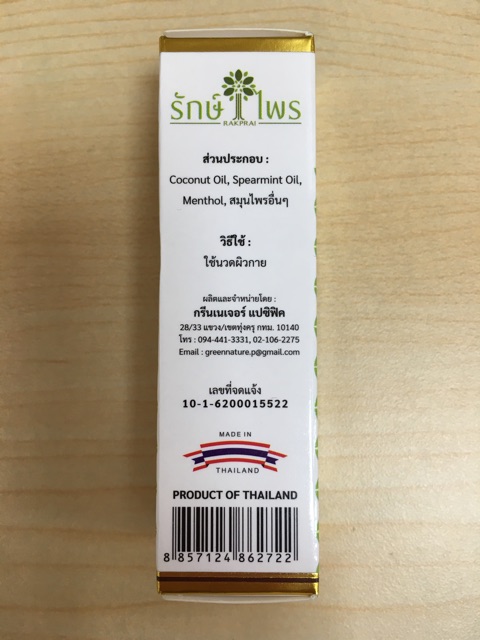 รักษ์ ไพร
RAKPRAI
ส่วนประกอบ :
Coconut Oil, Spearmint Oil,
Menthol, สมุนไพรอื่นๆ
วิธีใช้ :
ใช้นวดผิวกาย
ผลิตและจำหน่ายโดย :
กรีนเนเจอร์ แปซิฟิค
28/33 แขวง/เขตทุ่งครุ กทม. 10140
โทร : 094-441-3331, 02-106-2275
Email : greennature.p@gmail.com
เลขที่จดแจ้ง
10-1-6200015522
MADE IN
THAILAND
PRODUCT OF THAILAND
8 857124 862722